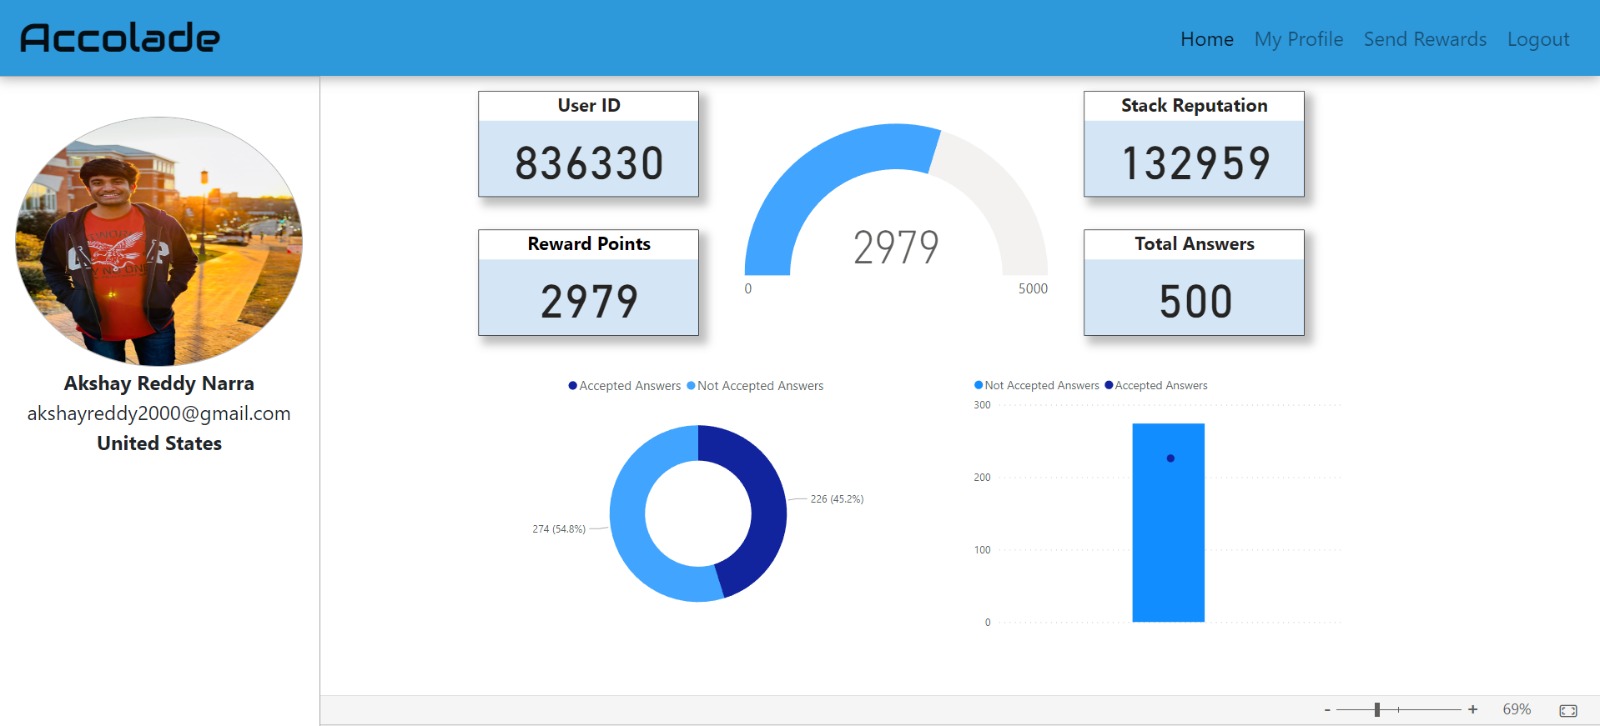 Accolade
Home My Profile Send Rewards Logout
Akshay Reddy Narra
akshayreddy2000@gmail.com
United States
User ID
836330
Reward Points
2979
2979
0 5000
Stack Reputation
132959
Total Answers
500
Accepted Answers Not Accepted Answers
226 (45.2%)
274 (54.8%)
Not Accepted Answers Accepted Answers
300
200
100
0
- + 69%